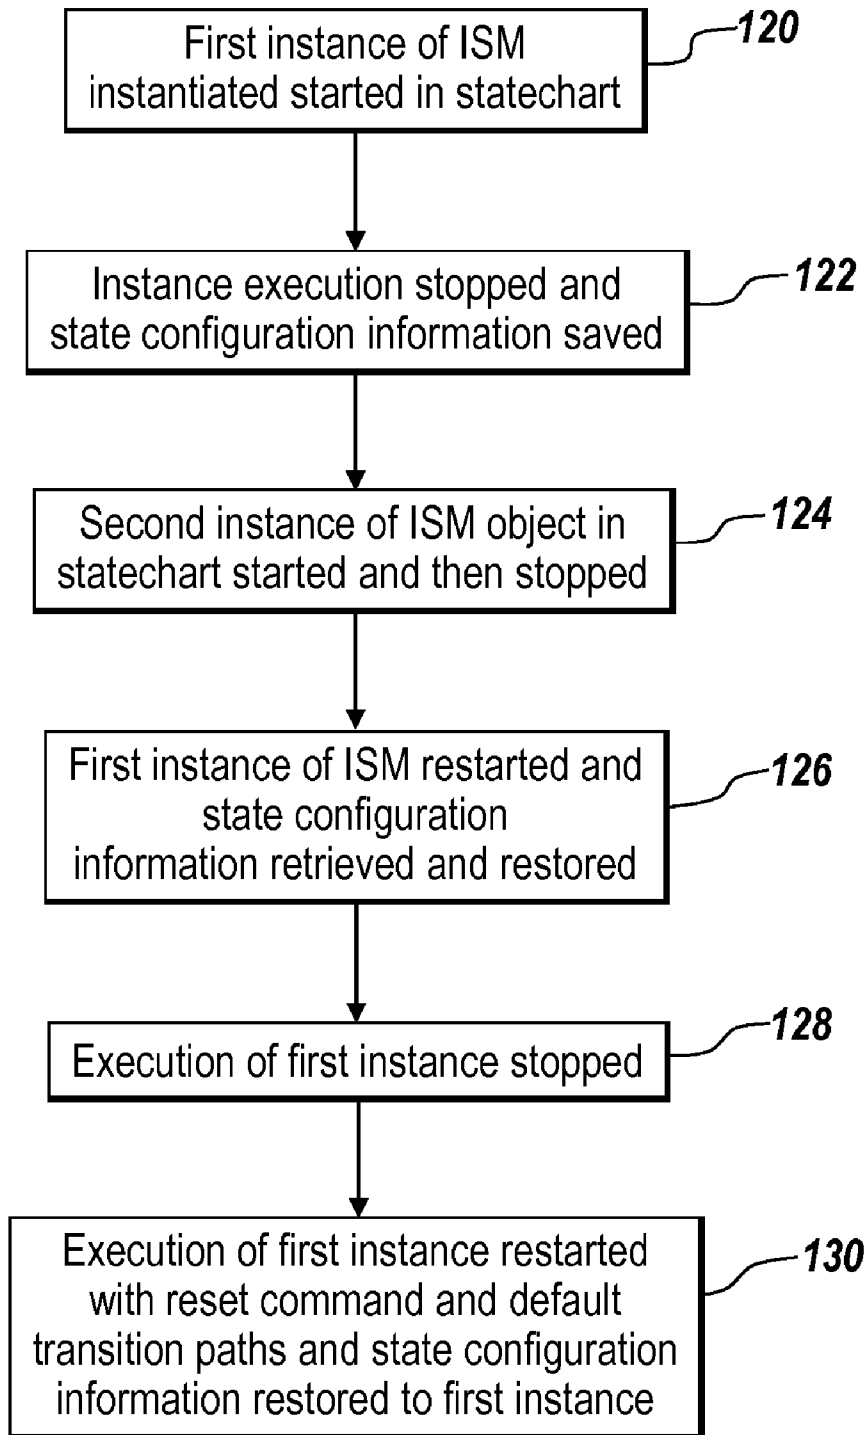 First instance of ISM
instantiated started in statechart
120
Instance execution stopped and
state configuration information saved
122
Second instance of ISM object in
statechart started and then stopped
124
First instance of ISM restarted and
state configuration
information retrieved and restored
126
Execution of first instance stopped
128
Execution of first instance restarted
with reset command and default
transition paths and state configuration
information restored to first instance
130